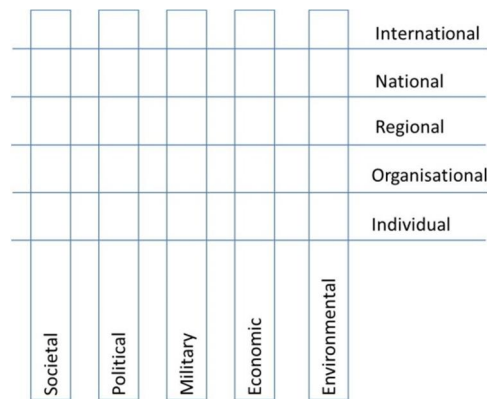 International
National
Regional
Organisational
Individual
Societal
Political
Military
Economic
Environmental